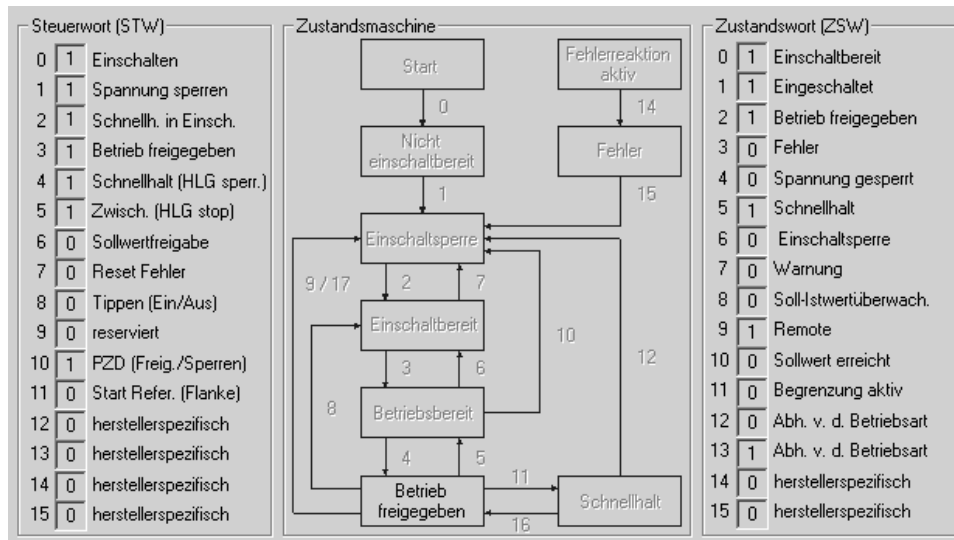 Steuerwort (STW)
0 1 Einschalten
1 1 Spannung sperren
2 1 Schnellh. in Einsch.
3 1 Betrieb freigegeben
4 1 Schnellhalt (HLG sperr.)
5 1 Zwisch. (HLG stop)
6 0 Sollwertfreigabe
7 0 Reset Fehler
8 0 Tippen (Ein/Aus)
9 0 reserviert
10 1 PZD (Freig./Sperren)
11 0 Start Refer. (Flanke)
12 0 herstellerspezifisch
13 0 herstellerspezifisch
14 0 herstellerspezifisch
15 0 herstellerspezifisch
Zustandsmaschine
Start
Fehlerreaktion
aktiv
0
14
Nicht
einschaltbereit
Fehler
1
15
Einschaltsperre
9 / 17
2
7
Einschaltbereit
10
3
6
12
8
Betriebsbereit
4
5
11
Betrieb
freigegeben
Schnellhalt
16
Zustandswort (ZSW)
0 1 Einschaltbereit
1 1 Eingeschaltet
2 1 Betrieb freigegeben
3 0 Fehler
4 0 Spannung gesperrt
5 1 Schnellhalt
6 0 Einschaltsperre
7 0 Warnung
8 0 Soll-Istwertüberwach.
9 1 Remote
10 0 Sollwert erreicht
11 0 Begrenzung aktiv
12 0 Abh. v. d. Betriebsart
13 1 Abh. v. d. Betriebsart
14 0 herstellerspezifisch
15 0 herstellerspezifisch